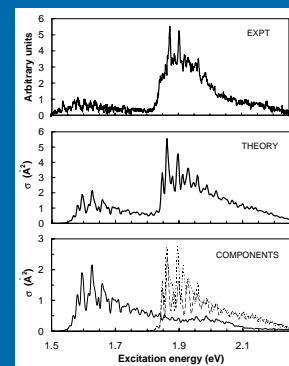 EXPT
Arbitrary units
6
5
4
3
2
1
0
THEORY
σ (Å²)
6
5
4
3
2
1
0
COMPONENTS
σ (Å²)
3
2
1
0
1.5 1.7 1.9 2.1
Excitation energy (eV)